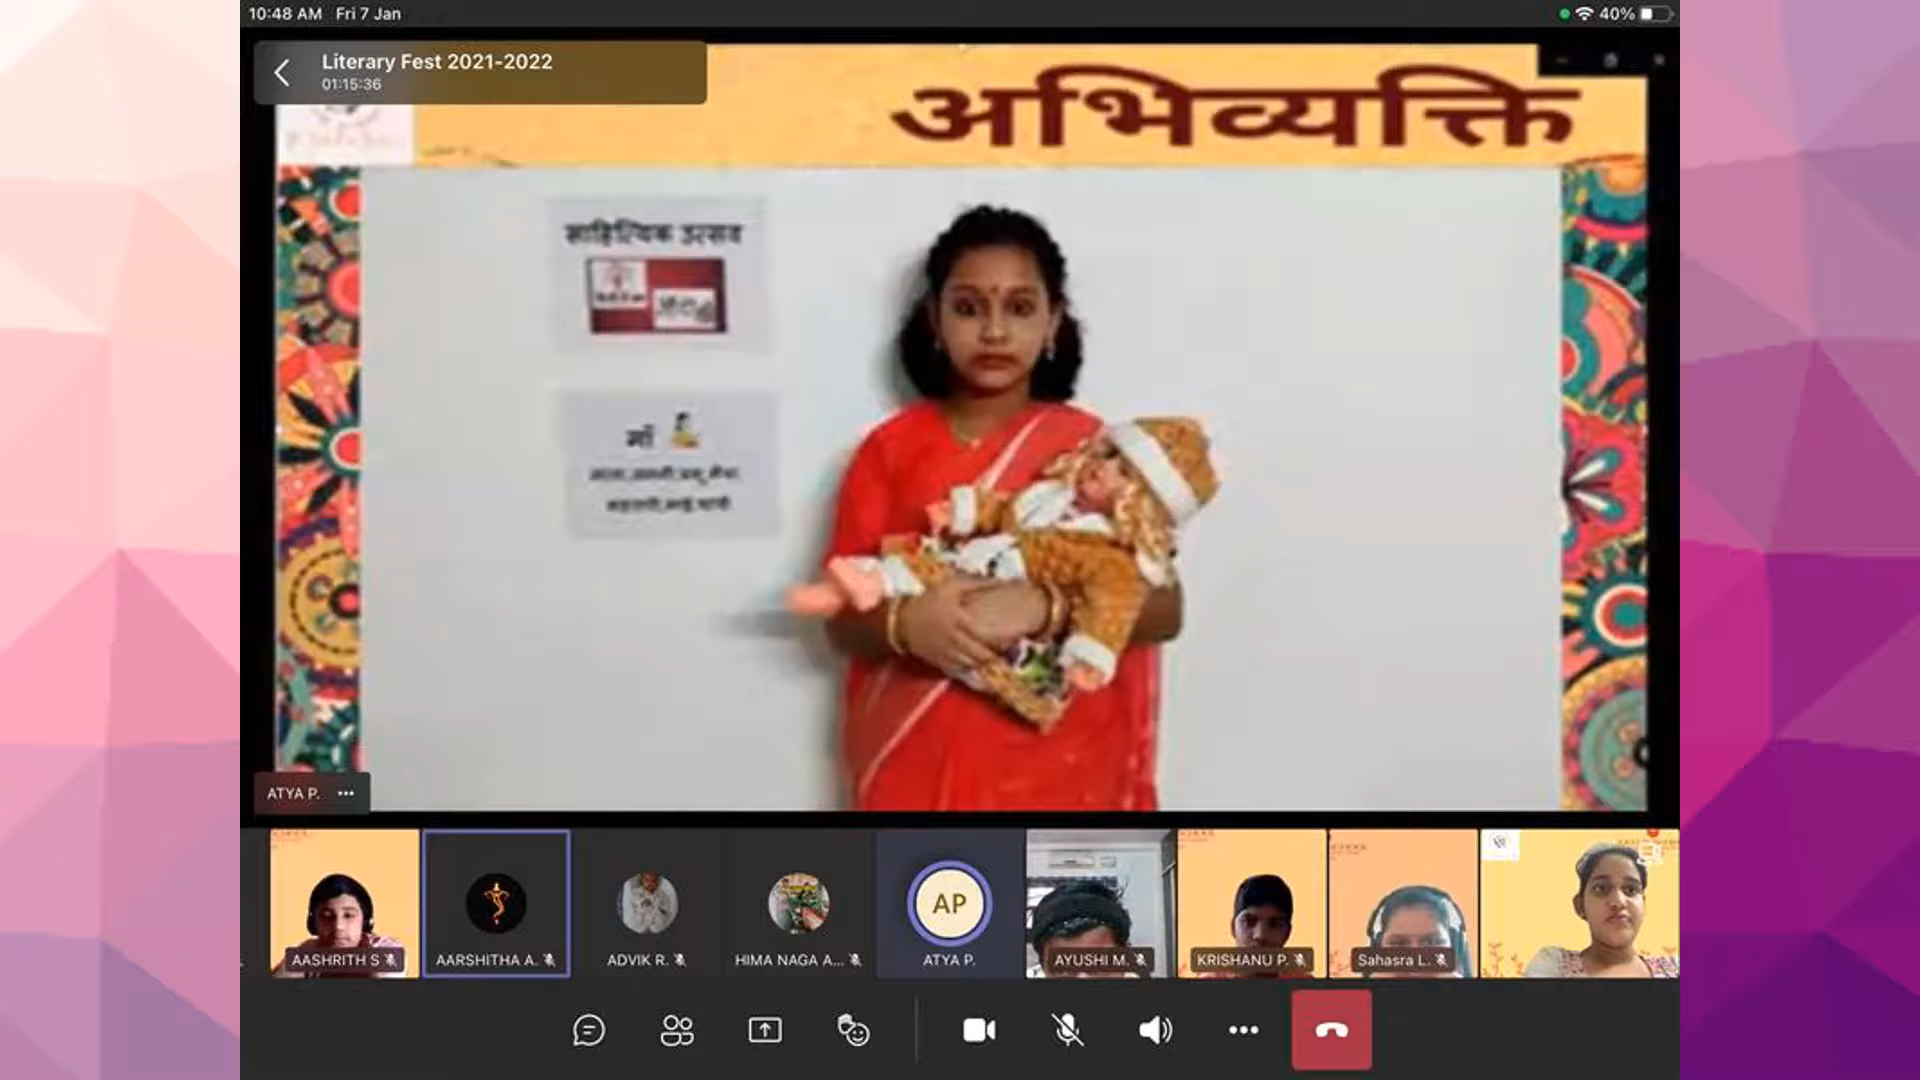 10:48 AM Fri 7 Jan
40%
Literary Fest 2021-2022
01:15:36
अभिव्यक्ति
साहित्यिक उत्सव
माँ
ATYA P.
AASHRITH S
AARSHITHA A.
ADVIK R.
HIMA NAGA A...
AP
ATYA P.
AYUSHI M.
KRISHANU P.
Sahasra L.